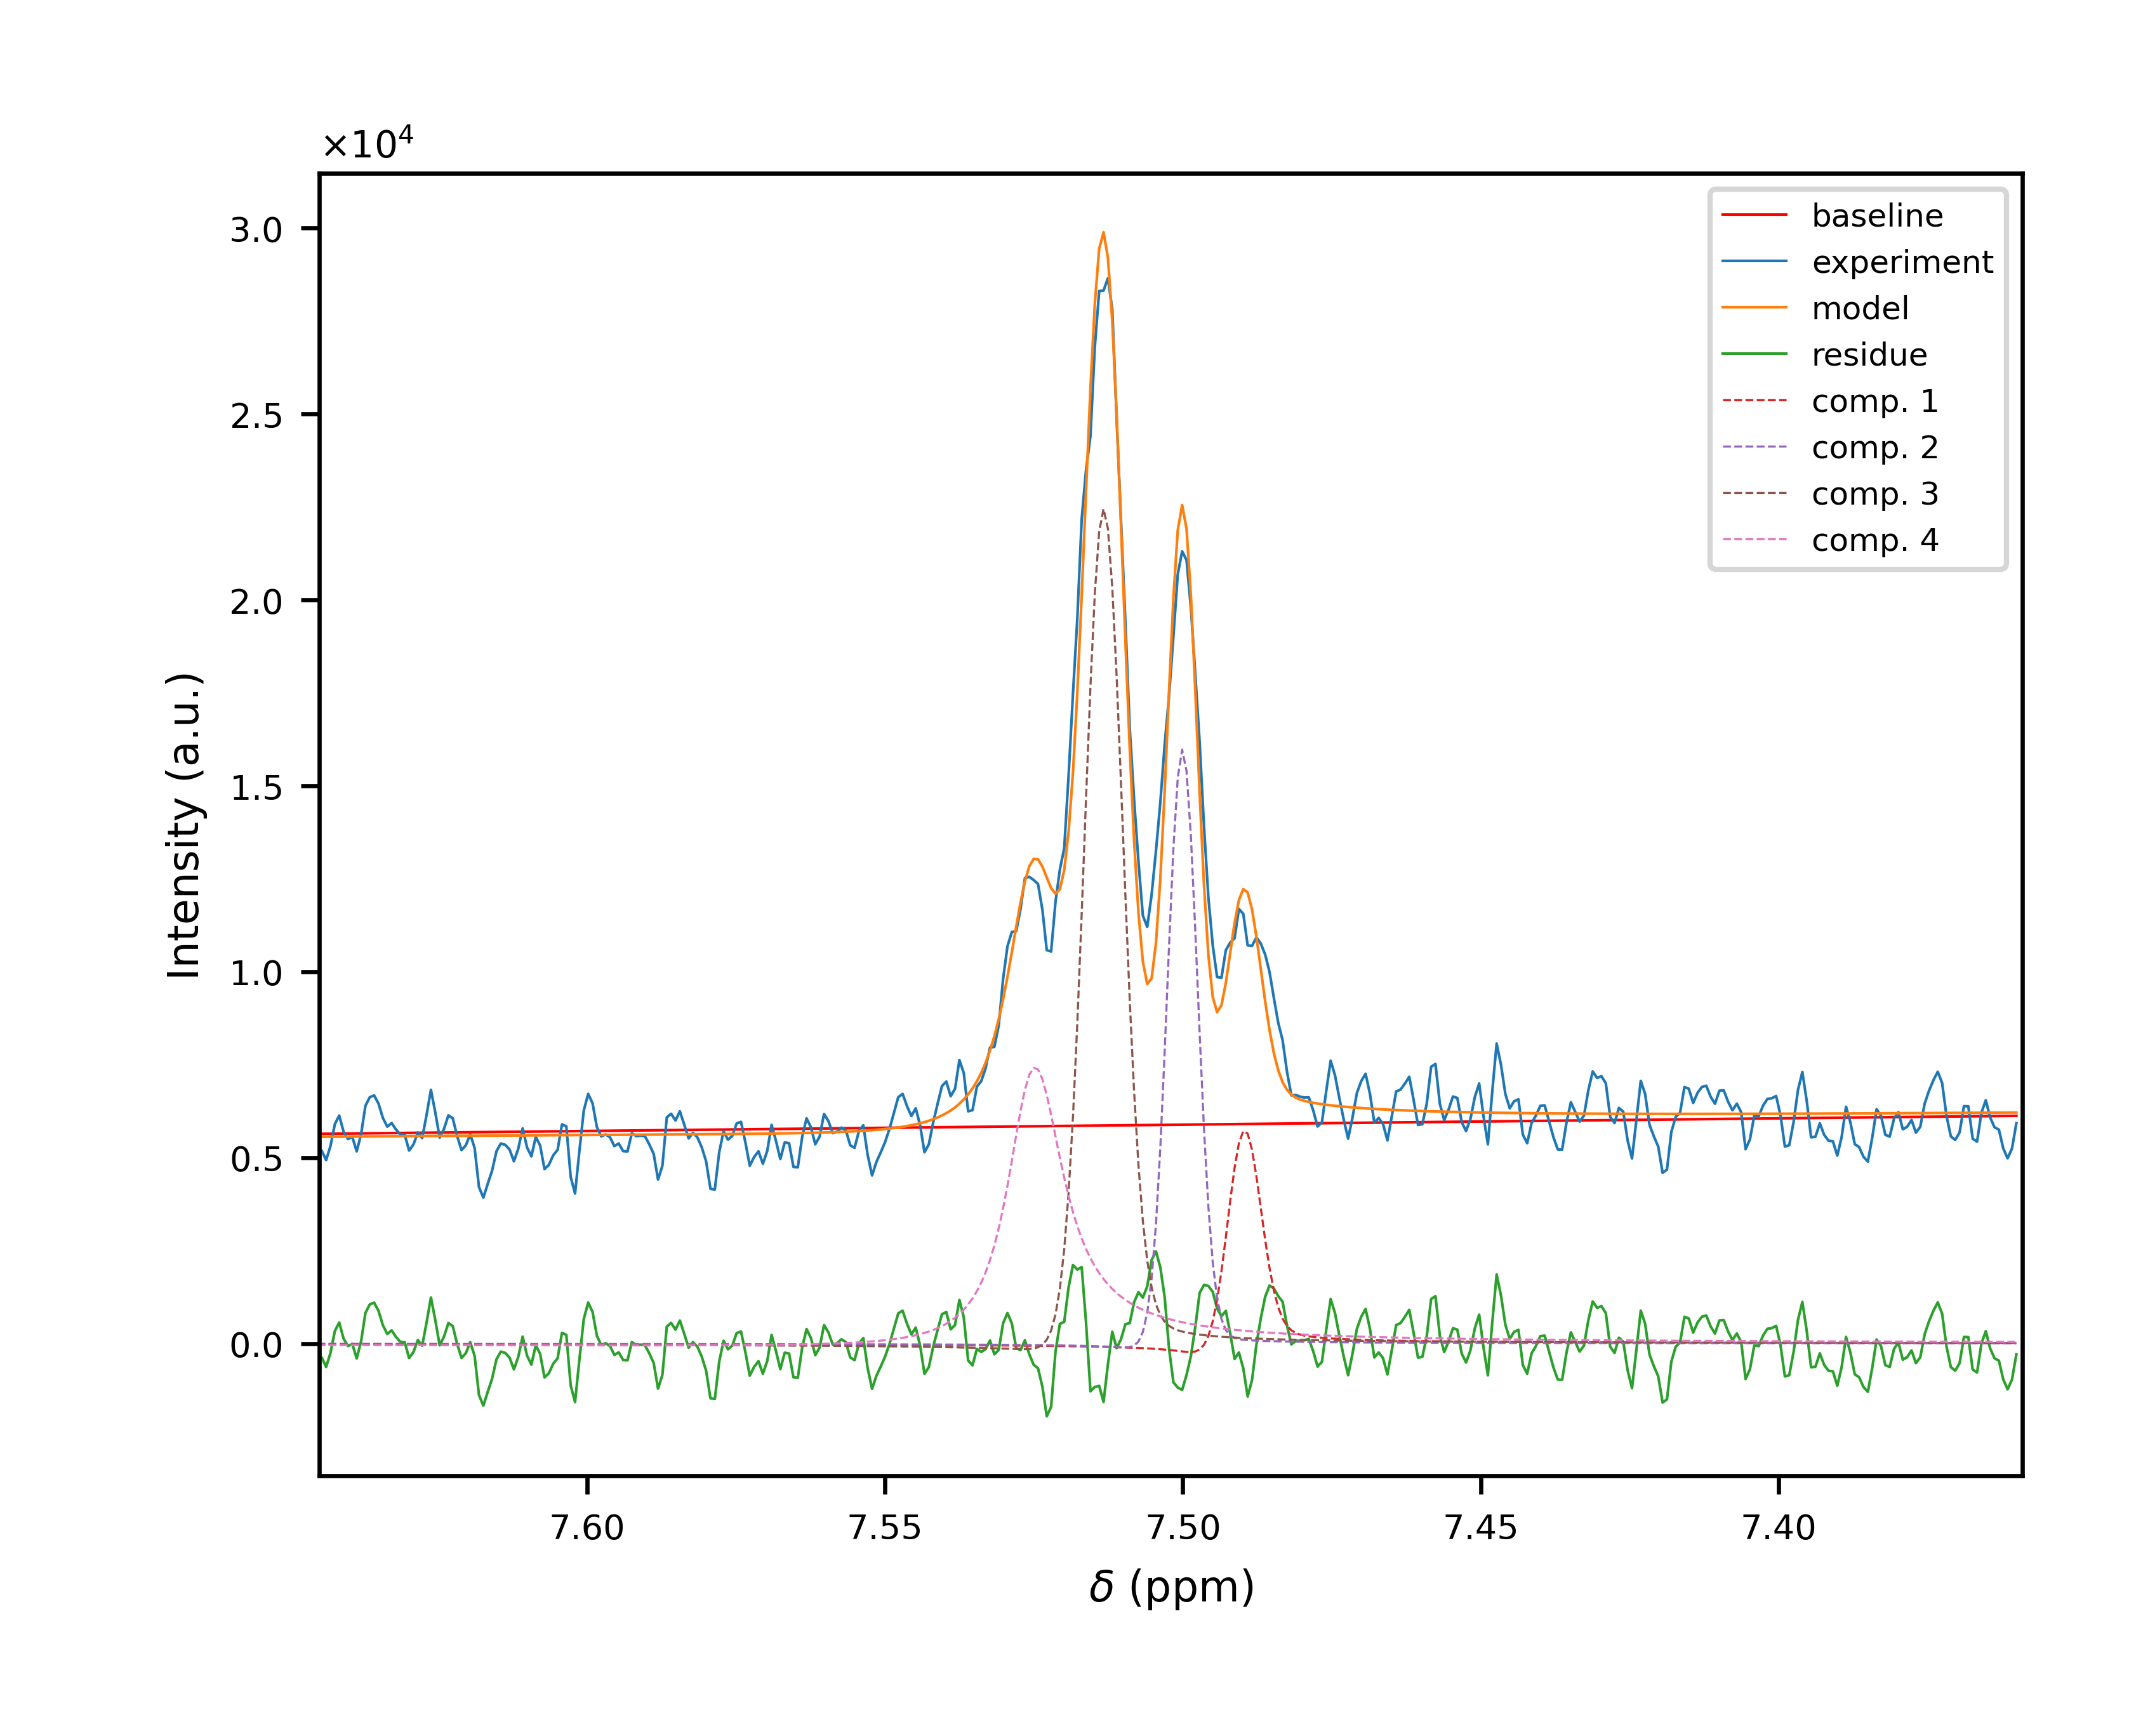 ×10⁴
3.0
2.5
2.0
1.5
1.0
0.5
0.0
Intensity (a.u.)
baseline
experiment
model
residue
comp. 1
comp. 2
comp. 3
comp. 4
7.60 7.55 7.50 7.45 7.40
δ (ppm)